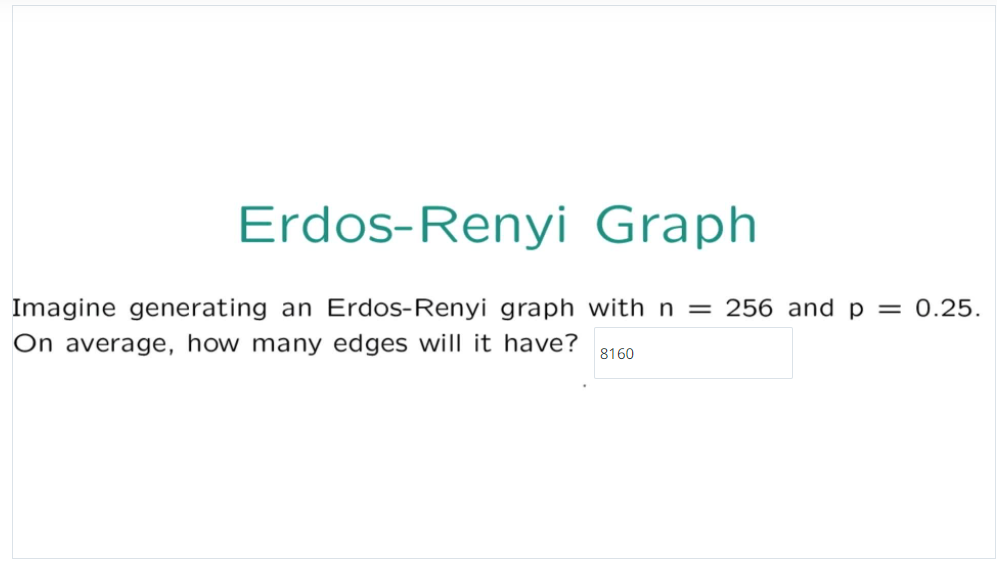 Erdos-Renyi Graph
Imagine generating an Erdos-Renyi graph with n = 256 and p = 0.25.
On average, how many edges will it have? 8160
.